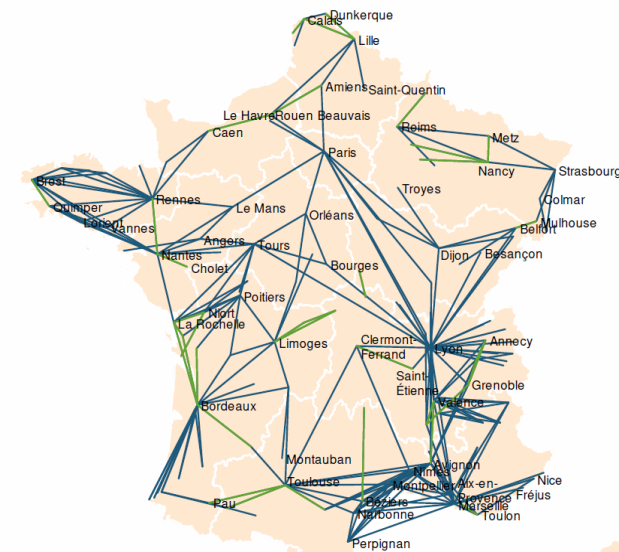 Dunkerque
Calais
Lille
Amiens
Saint-Quentin
Le Havre
Rouen
Beauvais
Caen
Reims
Metz
Paris
Nancy
Strasbourg
Brest
Rennes
Troyes
Colmar
Quimper
Le Mans
Orléans
Lorient
Vannes
Mulhouse
Belfort
Angers
Tours
Nantes
Dijon
Besançon
Cholet
Bourges
Poitiers
Niort
La Rochelle
Limoges
Clermont-
Ferrand
Lyon
Annecy
Saint-
Étienne
Grenoble
Valence
Bordeaux
Montauban
Avignon
Nîmes
Toulouse
Montpellier
Aix-en-
Provence
Nice
Fréjus
Pau
Béziers
Narbonne
Marseille
Toulon
Perpignan